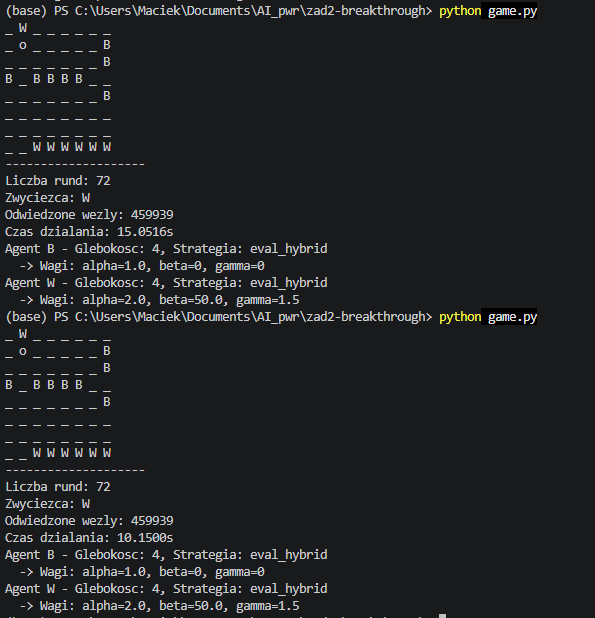 (base) PS C:\Users\Maciek\Documents\AI_pwr\zad2-breakthrough> python game.py
_ W _ _ _ _ _ _
_ o _ _ _ _ _ B
_ _ _ _ _ _ _ B
B _ B B B B _ _
_ _ _ _ _ _ _ B
_ _ _ _ _ _ _ _
_ _ _ _ _ _ _ _
_ _ W W W W W W
---------------------
Liczba rund: 72
Zwyciezca: W
Odwiedzone wezly: 459939
Czas dzialania: 15.0516s
Agent B - Glebokosc: 4, Strategia: eval_hybrid
  -> Wagi: alpha=1.0, beta=0, gamma=0
Agent W - Glebokosc: 4, Strategia: eval_hybrid
  -> Wagi: alpha=2.0, beta=50.0, gamma=1.5
(base) PS C:\Users\Maciek\Documents\AI_pwr\zad2-breakthrough> python game.py
_ W _ _ _ _ _ _
_ o _ _ _ _ _ B
_ _ _ _ _ _ _ B
B _ B B B B _ _
_ _ _ _ _ _ _ B
_ _ _ _ _ _ _ _
_ _ _ _ _ _ _ _
_ _ W W W W W W
---------------------
Liczba rund: 72
Zwyciezca: W
Odwiedzone wezly: 459939
Czas dzialania: 10.1500s
Agent B - Glebokosc: 4, Strategia: eval_hybrid
  -> Wagi: alpha=1.0, beta=0, gamma=0
Agent W - Glebokosc: 4, Strategia: eval_hybrid
  -> Wagi: alpha=2.0, beta=50.0, gamma=1.5